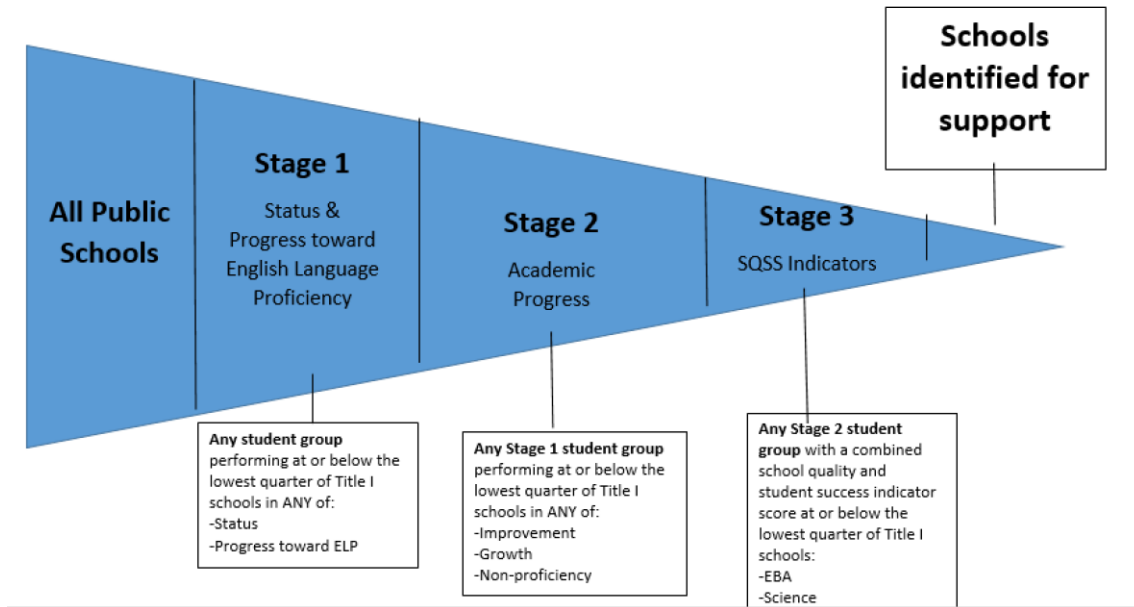 Schools
identified for
support
All Public
Schools
Stage 1
Status &
Progress toward
English Language
Proficiency
Stage 2
Academic
Progress
Stage 3
SQSS Indicators
Any student group
performing at or below the
lowest quarter of Title I
schools in ANY of:
-Status
-Progress toward ELP
Any Stage 1 student group
performing at or below the
lowest quarter of Title I
schools in ANY of:
-Improvement
-Growth
-Non-proficiency
Any Stage 2 student
group with a combined
school quality and
student success indicator
score at or below the
lowest quarter of Title I
schools:
-EBA
-Science